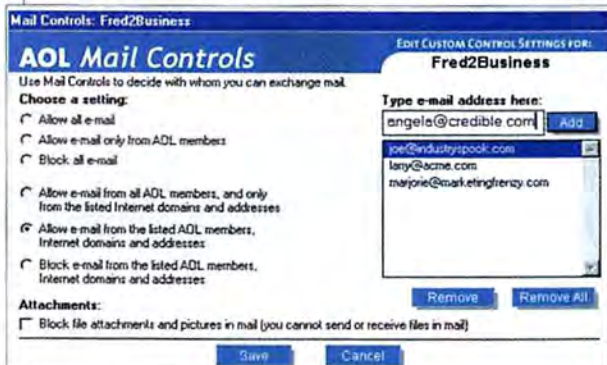 Mail Controls: Fred2Business
AOL Mail Controls
EDIT CUSTOM CONTROL SETTINGS FOR:
Fred2Business
Use Mail Controls to decide with whom you can exchange mail.
Choose a setting:
Allow all e-mail
Allow e-mail only from AOL members
Block all e-mail
Allow e-mail from all AOL members, and only
from the listed Internet domains and addresses
Allow e-mail from the listed AOL members,
Internet domains and addresses
Block e-mail from the listed AOL members,
Internet domains and addresses
Type e-mail address here:
angela@credible.com
Add
joe@industryspook.com
larry@acme.com
marjorie@marketingfrenzy.com
Remove
Remove All
Attachments:
Block file attachments and pictures in mail (you cannot send or receive files in mail)
Save
Cancel